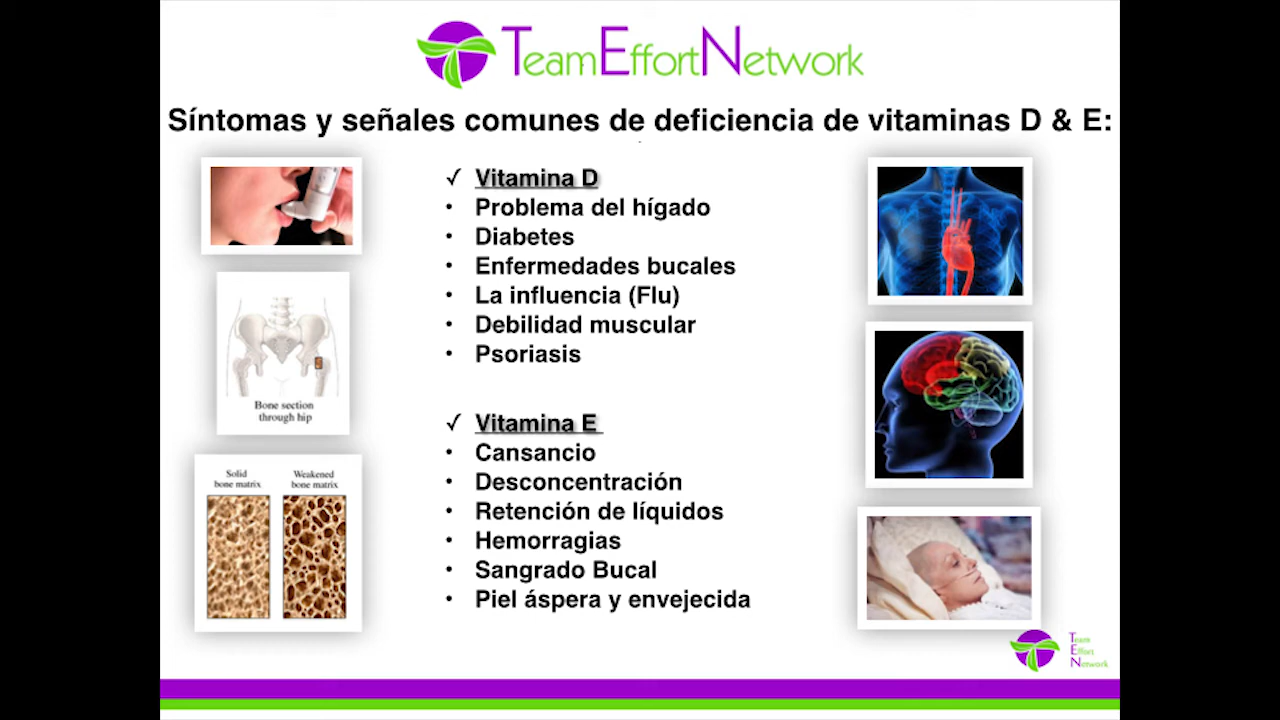 TeamEffortNetwork
Síntomas y señales comunes de deficiencia de vitaminas D & E:
✓ Vitamina D
• Problema del hígado
• Diabetes
• Enfermedades bucales
• La influencia (Flu)
• Debilidad muscular
• Psoriasis
✓ Vitamina E
• Cansancio
• Desconcentración
• Retención de líquidos
• Hemorragias
• Sangrado Bucal
• Piel áspera y envejecida
Bone section
through hip
Solid
bone matrix
Weakened
bone matrix
Team
Effort
Network